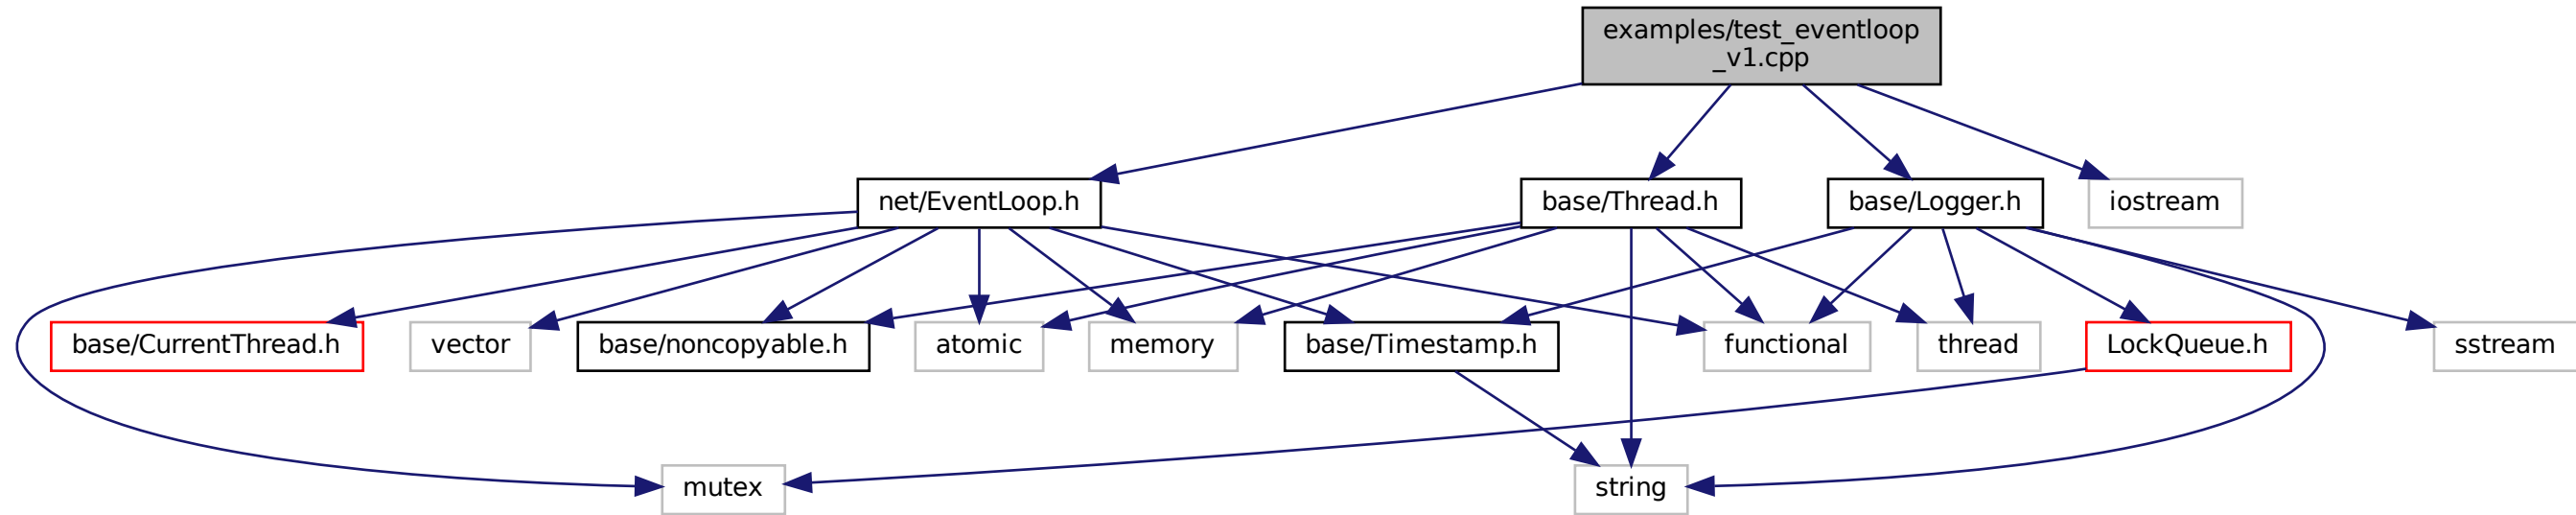 examples/test_eventloop
_v1.cpp
net/EventLoop.h
base/Thread.h
base/Logger.h
iostream
base/CurrentThread.h
vector
base/noncopyable.h
atomic
memory
base/Timestamp.h
functional
thread
LockQueue.h
sstream
mutex
string